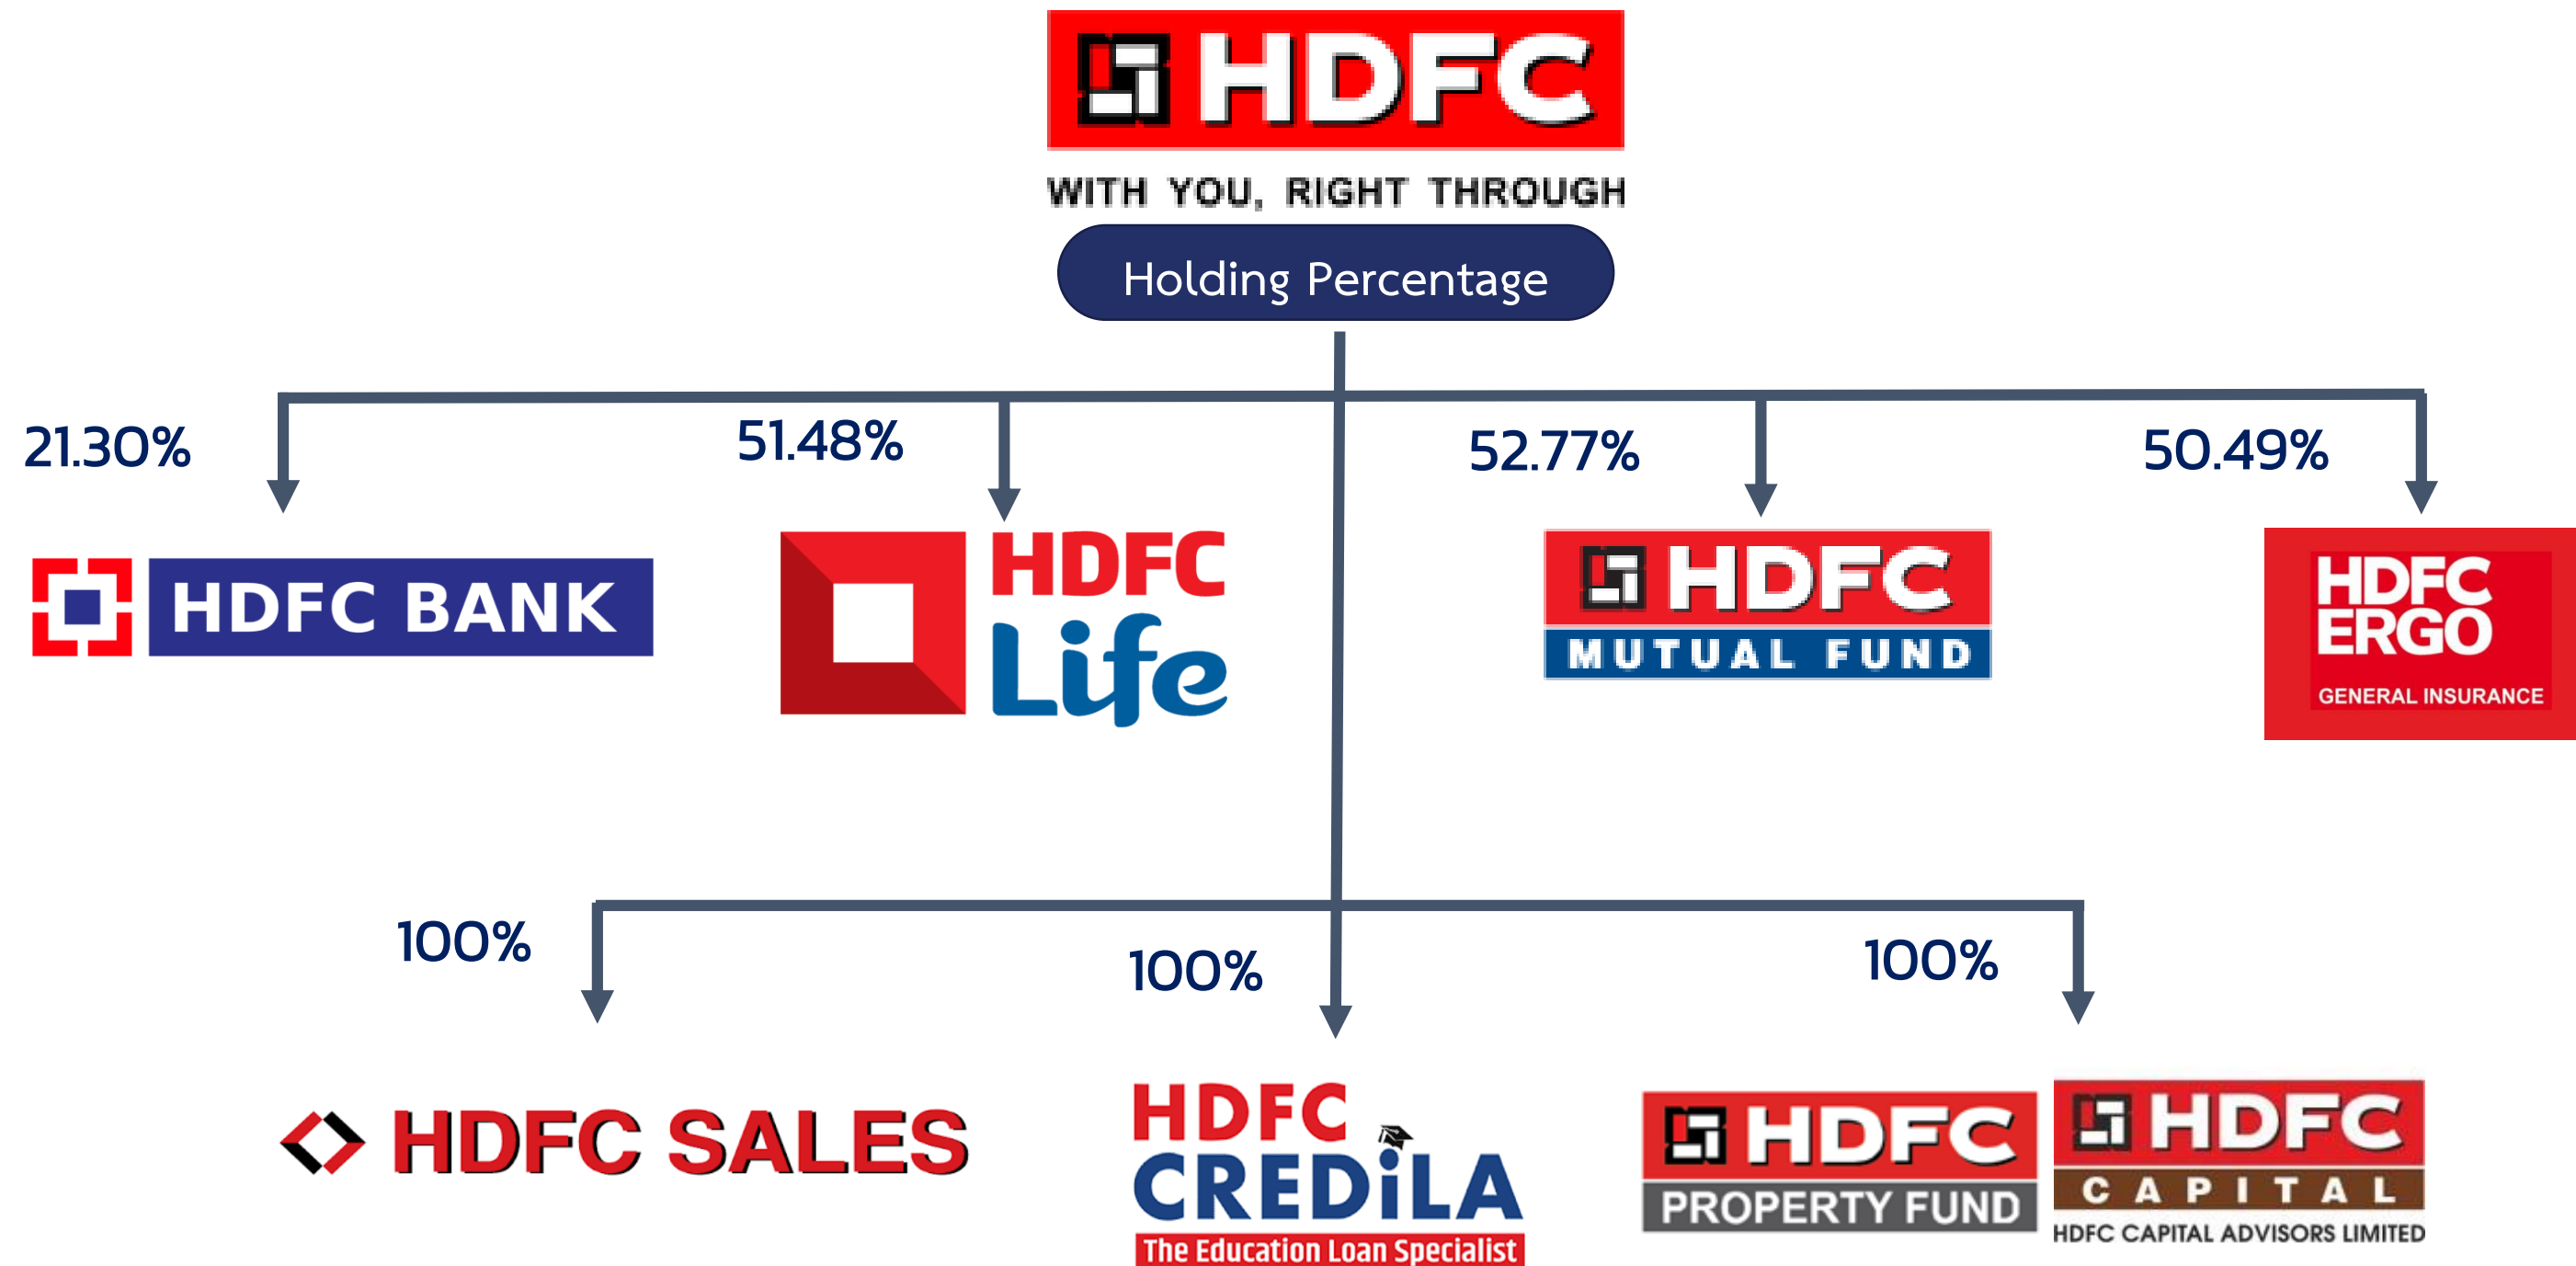 HDFC
WITH YOU, RIGHT THROUGH
Holding Percentage
21.30%
51.48%
52.77%
50.49%
HDFC BANK
HDFC
Life
HDFC
MUTUAL FUND
HDFC
ERGO
GENERAL INSURANCE
100%
100%
100%
HDFC SALES
HDFC
CREDiLA
The Education Loan Specialist
HDFC
PROPERTY FUND
HDFC
CAPITAL
HDFC CAPITAL ADVISORS LIMITED